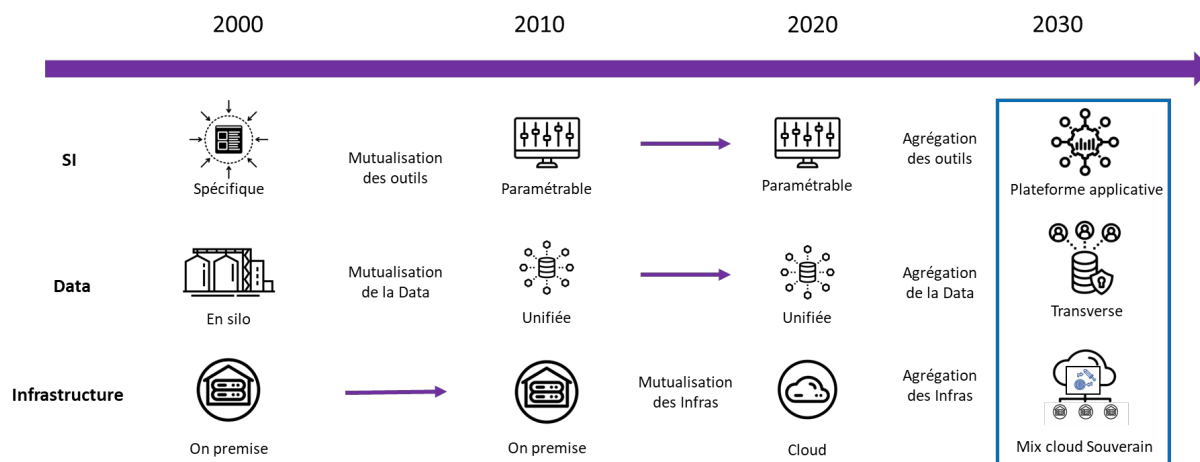 2000
2010
2020
2030
SI
Spécifique
Mutualisation
des outils
Paramétrable
Paramétrable
Agrégation
des outils
Plateforme applicative
Data
En silo
Mutualisation
de la Data
Unifiée
Unifiée
Agrégation
de la Data
Transverse
Infrastructure
On premise
On premise
Mutualisation
des Infras
Cloud
Agrégation
des Infras
Mix cloud Souverain